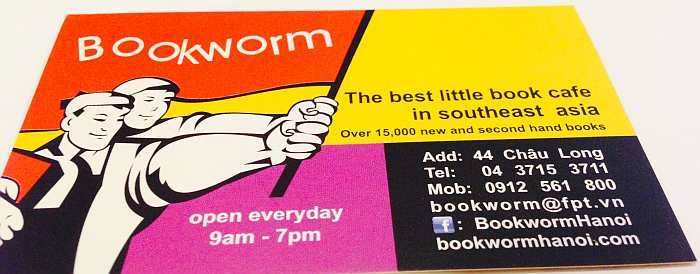 Bookworm
The best little book cafe
in southeast asia
Over 15,000 new and second hand books
Add: 44 Châu Long
Tel: 04 3715 3711
Mob: 0912 561 800
bookworm@fpt.vn
f: BookwormHanoi
bookwormhanoi.com
open everyday
9am - 7pm